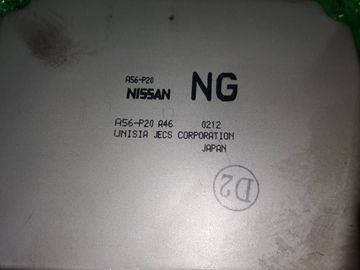 A56-P20
NISSAN NG
A56-P20 A46 0212
UNISIA JECS CORPORATION
JAPAN
D2